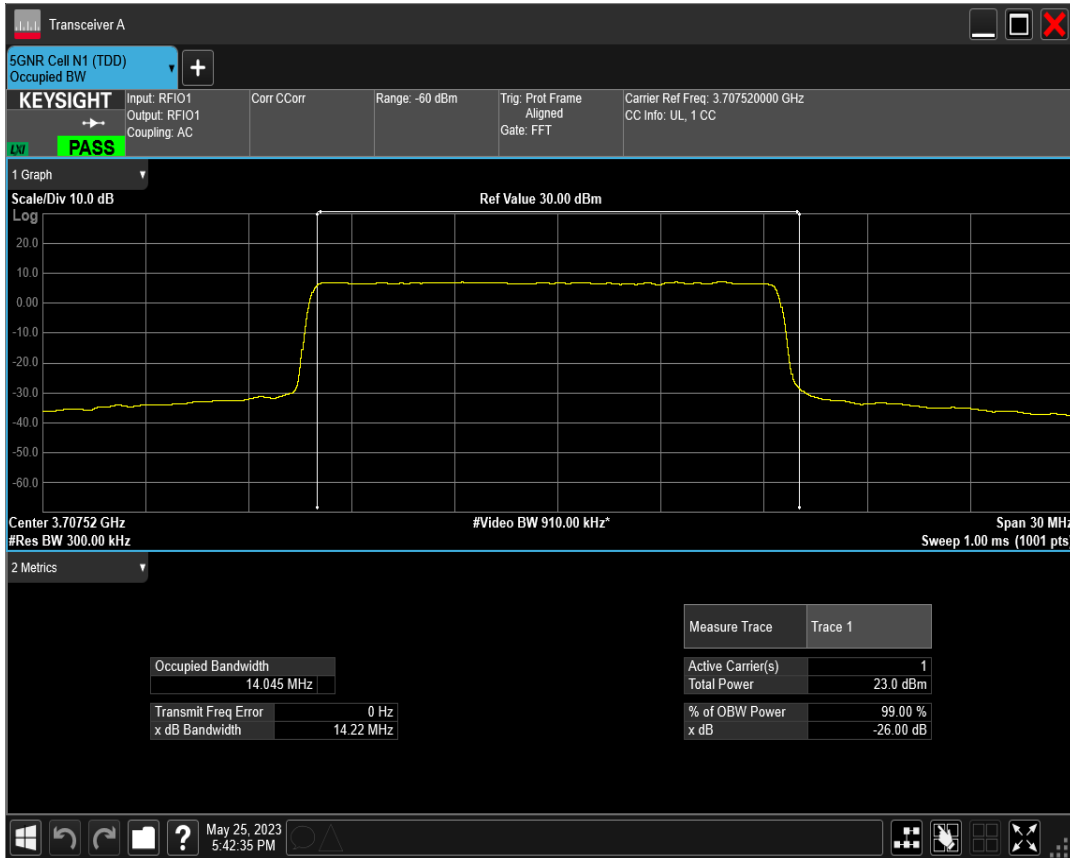 Transceiver A
5GNR Cell N1 (TDD)
Occupied BW
+
KEYSIGHT
LXI
PASS
Input: RFIO1
Output: RFIO1
Coupling: AC
Corr CCorr
Range: -60 dBm
Trig: Prot Frame
Aligned
Gate: FFT
Carrier Ref Freq: 3.707520000 GHz
CC Info: UL, 1 CC
1 Graph
Scale/Div 10.0 dB
Ref Value 30.00 dBm
Log
20.0
10.0
0.00
-10.0
-20.0
-30.0
-40.0
-50.0
-60.0
Center 3.70752 GHz
#Video BW 910.00 kHz*
Span 30 MHz
#Res BW 300.00 kHz
Sweep 1.00 ms (1001 pts)
2 Metrics
Measure Trace Trace 1
Occupied Bandwidth
14.045 MHz
Active Carrier(s) 1
Total Power 23.0 dBm
Transmit Freq Error 0 Hz
x dB Bandwidth 14.22 MHz
% of OBW Power 99.00 %
x dB -26.00 dB
?
May 25, 2023
5:42:35 PM